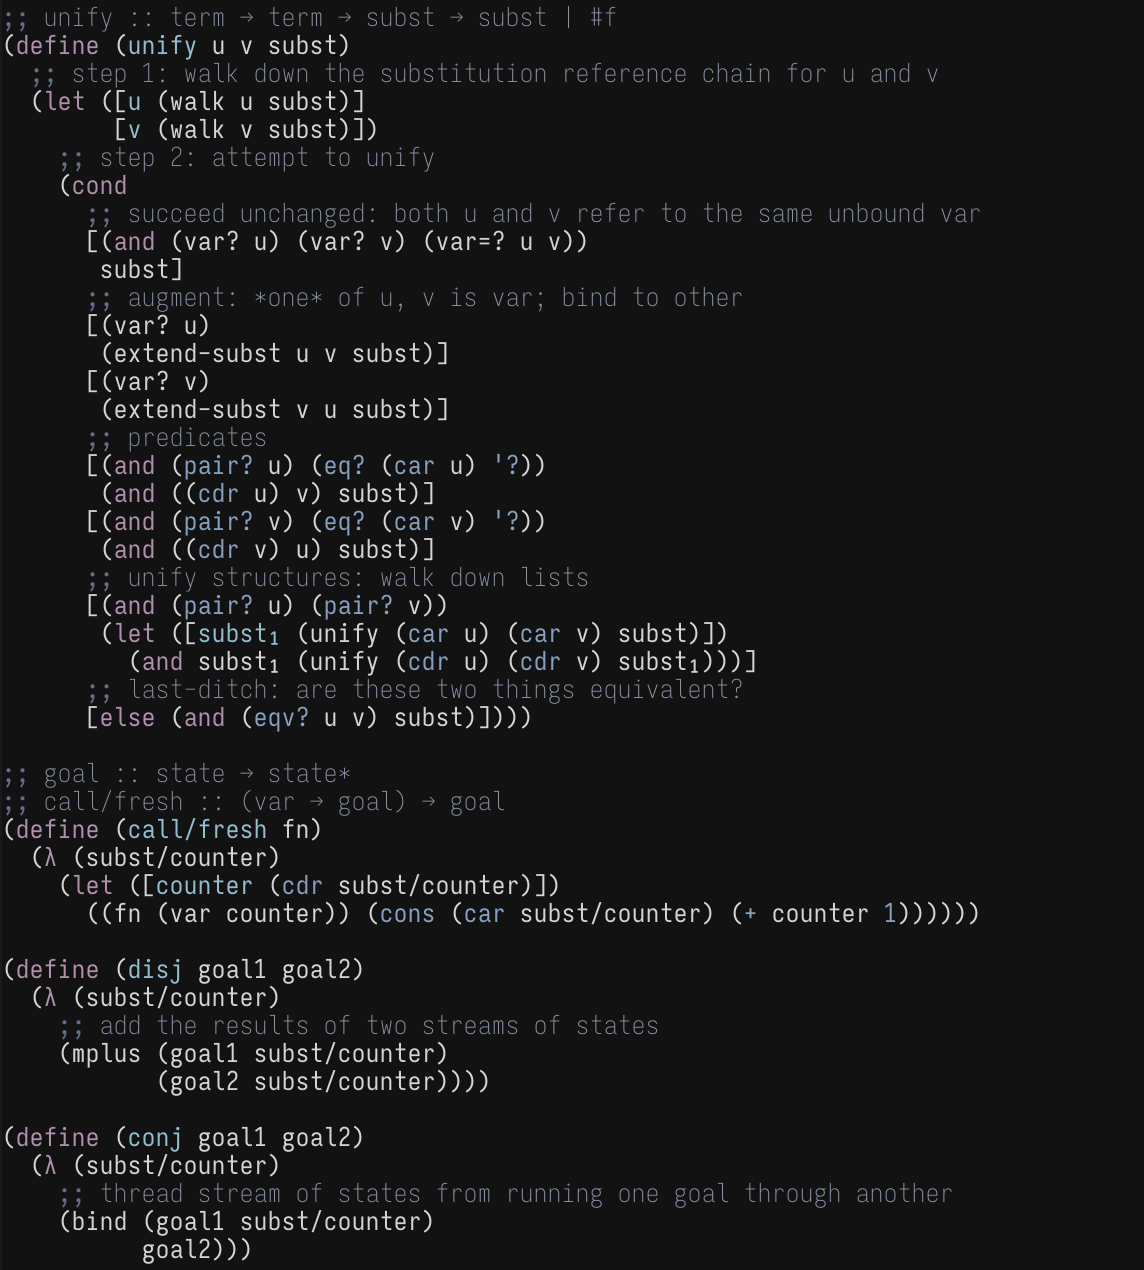 ;; unify :: term → term → subst → subst | #f
(define (unify u v subst)
  ;; step 1: walk down the substitution reference chain for u and v
  (let ([u (walk u subst)]
        [v (walk v subst)])
    ;; step 2: attempt to unify
    (cond
      ;; succeed unchanged: both u and v refer to the same unbound var
      [(and (var? u) (var? v) (var=? u v))
       subst]
      ;; augment: *one* of u, v is var; bind to other
      [(var? u)
       (extend-subst u v subst)]
      [(var? v)
       (extend-subst v u subst)]
      ;; predicates
      [(and (pair? u) (eq? (car u) '?))
       (and ((cdr u) v) subst)]
      [(and (pair? v) (eq? (car v) '?))
       (and ((cdr v) u) subst)]
      ;; unify structures: walk down lists
      [(and (pair? u) (pair? v))
       (let ([subst₁ (unify (car u) (car v) subst)])
         (and subst₁ (unify (cdr u) (cdr v) subst₁)))]
      ;; last-ditch: are these two things equivalent?
      [else (and (eqv? u v) subst)])))

;; goal :: state → state*
;; call/fresh :: (var → goal) → goal
(define (call/fresh fn)
  (λ (subst/counter)
    (let ([counter (cdr subst/counter)])
      ((fn (var counter)) (cons (car subst/counter) (+ counter 1))))))

(define (disj goal1 goal2)
  (λ (subst/counter)
    ;; add the results of two streams of states
    (mplus (goal1 subst/counter)
           (goal2 subst/counter))))

(define (conj goal1 goal2)
  (λ (subst/counter)
    ;; thread stream of states from running one goal through another
    (bind (goal1 subst/counter)
          goal2)))